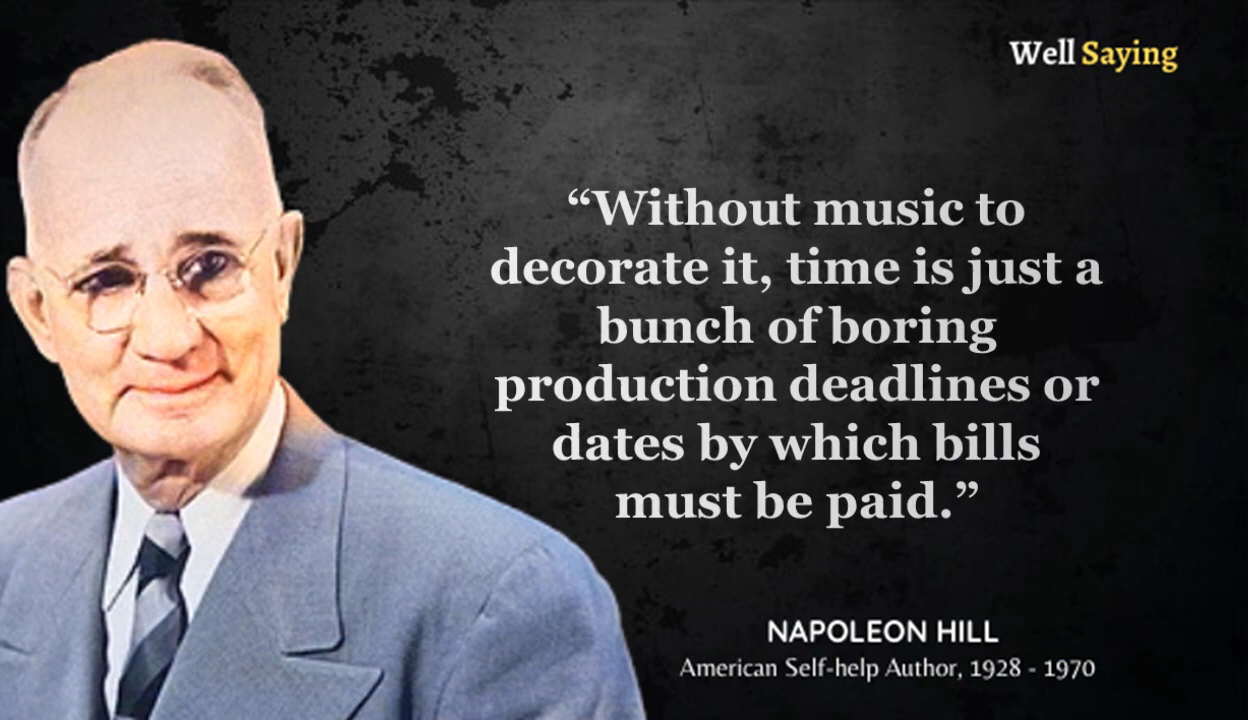 Well Saying
“Without music to
decorate it, time is just a
bunch of boring
production deadlines or
dates by which bills
must be paid.”
NAPOLEON HILL
American Self-help Author, 1928 - 1970